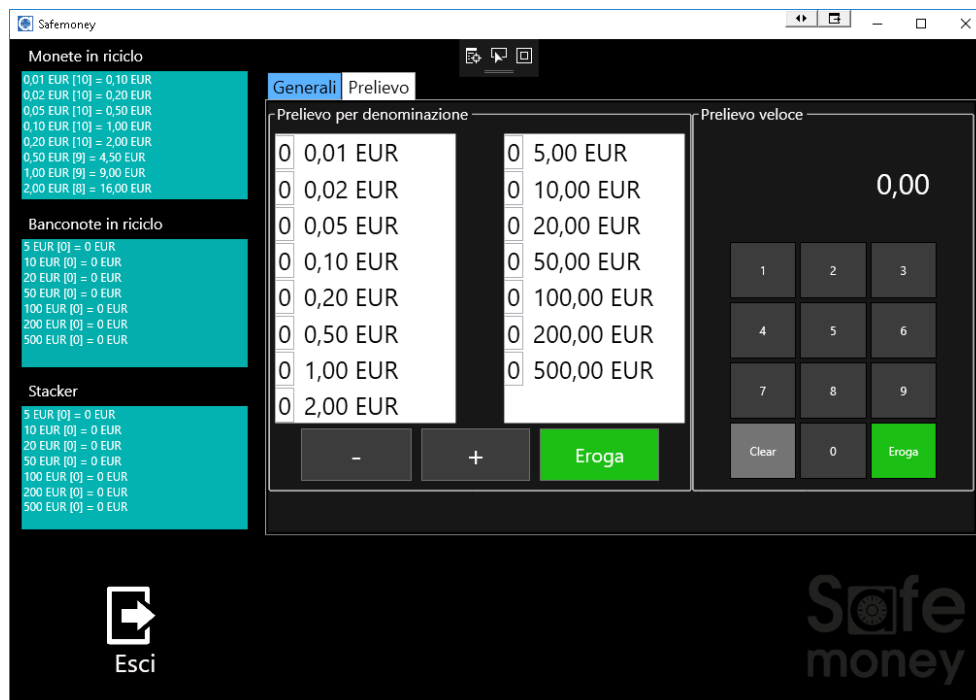 Safemoney
Monete in riciclo
0,01 EUR [10] = 0,10 EUR
0,02 EUR [10] = 0,20 EUR
0,05 EUR [10] = 0,50 EUR
0,10 EUR [10] = 1,00 EUR
0,20 EUR [10] = 2,00 EUR
0,50 EUR [9] = 4,50 EUR
1,00 EUR [9] = 9,00 EUR
2,00 EUR [8] = 16,00 EUR
Banconote in riciclo
5 EUR [0] = 0 EUR
10 EUR [0] = 0 EUR
20 EUR [0] = 0 EUR
50 EUR [0] = 0 EUR
100 EUR [0] = 0 EUR
200 EUR [0] = 0 EUR
500 EUR [0] = 0 EUR
Stacker
5 EUR [0] = 0 EUR
10 EUR [0] = 0 EUR
20 EUR [0] = 0 EUR
50 EUR [0] = 0 EUR
100 EUR [0] = 0 EUR
200 EUR [0] = 0 EUR
500 EUR [0] = 0 EUR
Esci
Generali Prelievo
Prelievo per denominazione
0 0,01 EUR
0 0,02 EUR
0 0,05 EUR
0 0,10 EUR
0 0,20 EUR
0 0,50 EUR
0 1,00 EUR
0 2,00 EUR
0 5,00 EUR
0 10,00 EUR
0 20,00 EUR
0 50,00 EUR
0 100,00 EUR
0 200,00 EUR
0 500,00 EUR
- + Eroga
Prelievo veloce
0,00
1 2 3
4 5 6
7 8 9
Clear 0 Eroga
Safe
money